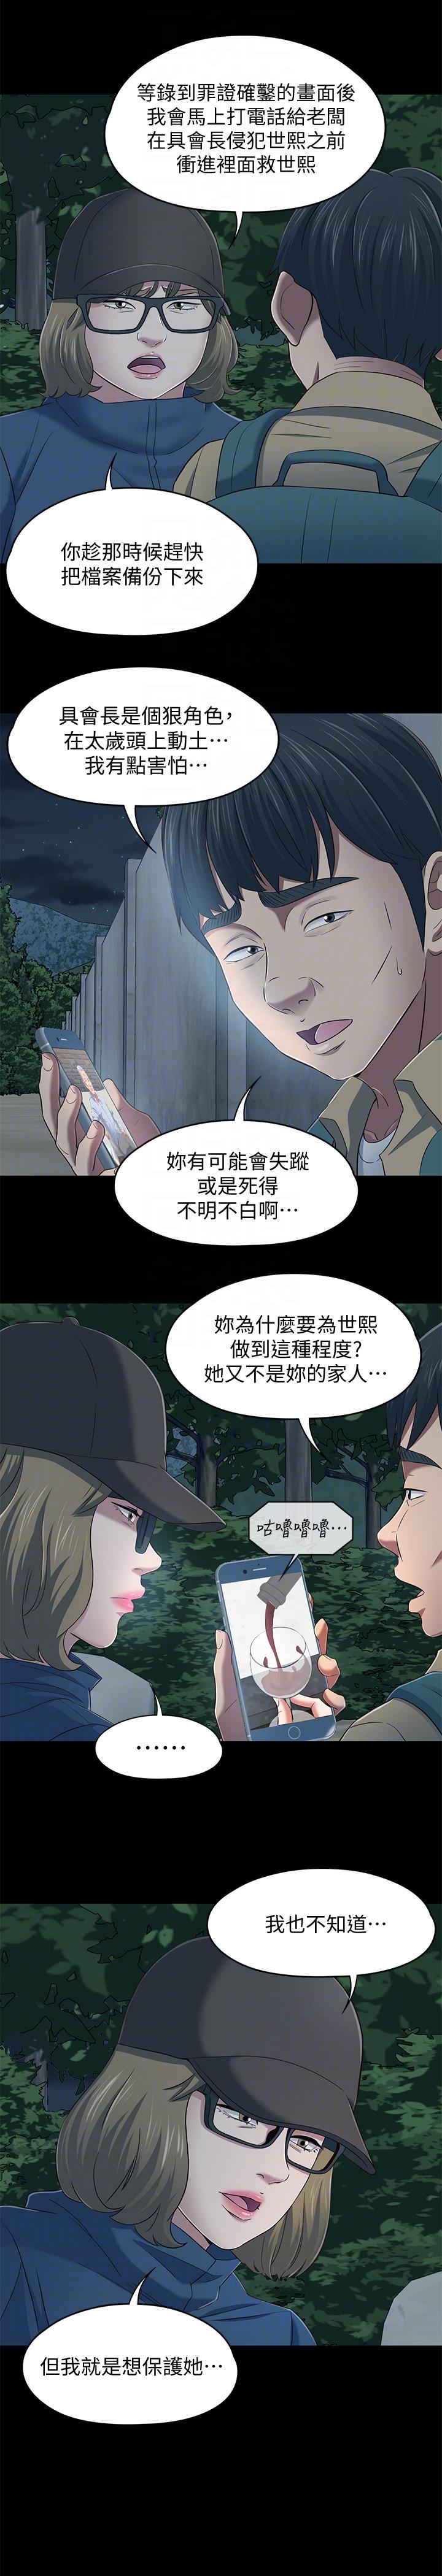 等錄到罪證確鑿的畫面後
我會馬上打電話給老闆
在具會長侵犯世熙之前
衝進裡面救世熙
你趁那時候趕快
把檔案備份下來
具會長是個狠角色,
在太歲頭上動土⋯
我有點害怕⋯
妳有可能會失蹤
或是死得
不明不白啊⋯
妳為什麼要為世熙
做到這種程度?
她又不是妳的家人⋯
咕嚕嚕嚕⋯
⋯⋯
我也不知道⋯
但我就是想保護她⋯